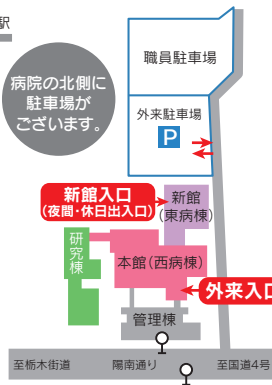 駅
職員駐車場
病院の北側に
駐車場が
ございます。
外来駐車場
P
新館入口
(夜間・休日出入口)
新館
(東病棟)
研究棟
本館(西病棟)
外来入口
管理棟
至栃木街道
陽南通り
至国道4号